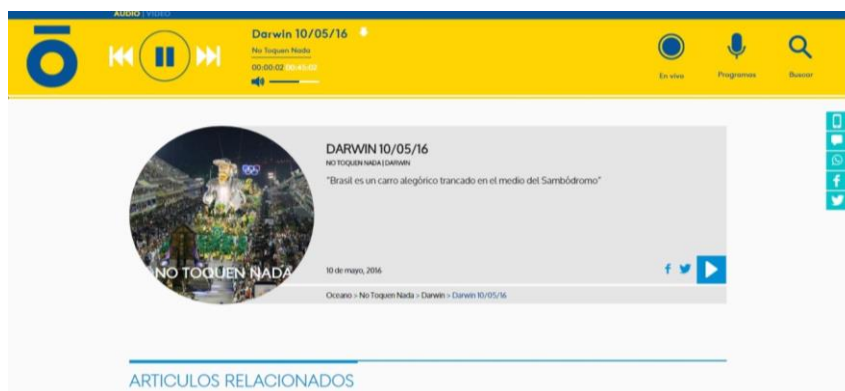 AUDIO | VIDEO
Darwin 10/05/16
No Toquen Nada
00:00:02 00:45:02
En vivo
Programas
Buscar
DARWIN 10/05/16
NO TOQUEN NADA | DARWIN
"Brasil es un carro alegórico trancado en el medio del Sambódromo"
NO TOQUEN NADA
10 de mayo, 2016
Oceano > No Toquen Nada > Darwin > Darwin 10/05/16
ARTICULOS RELACIONADOS